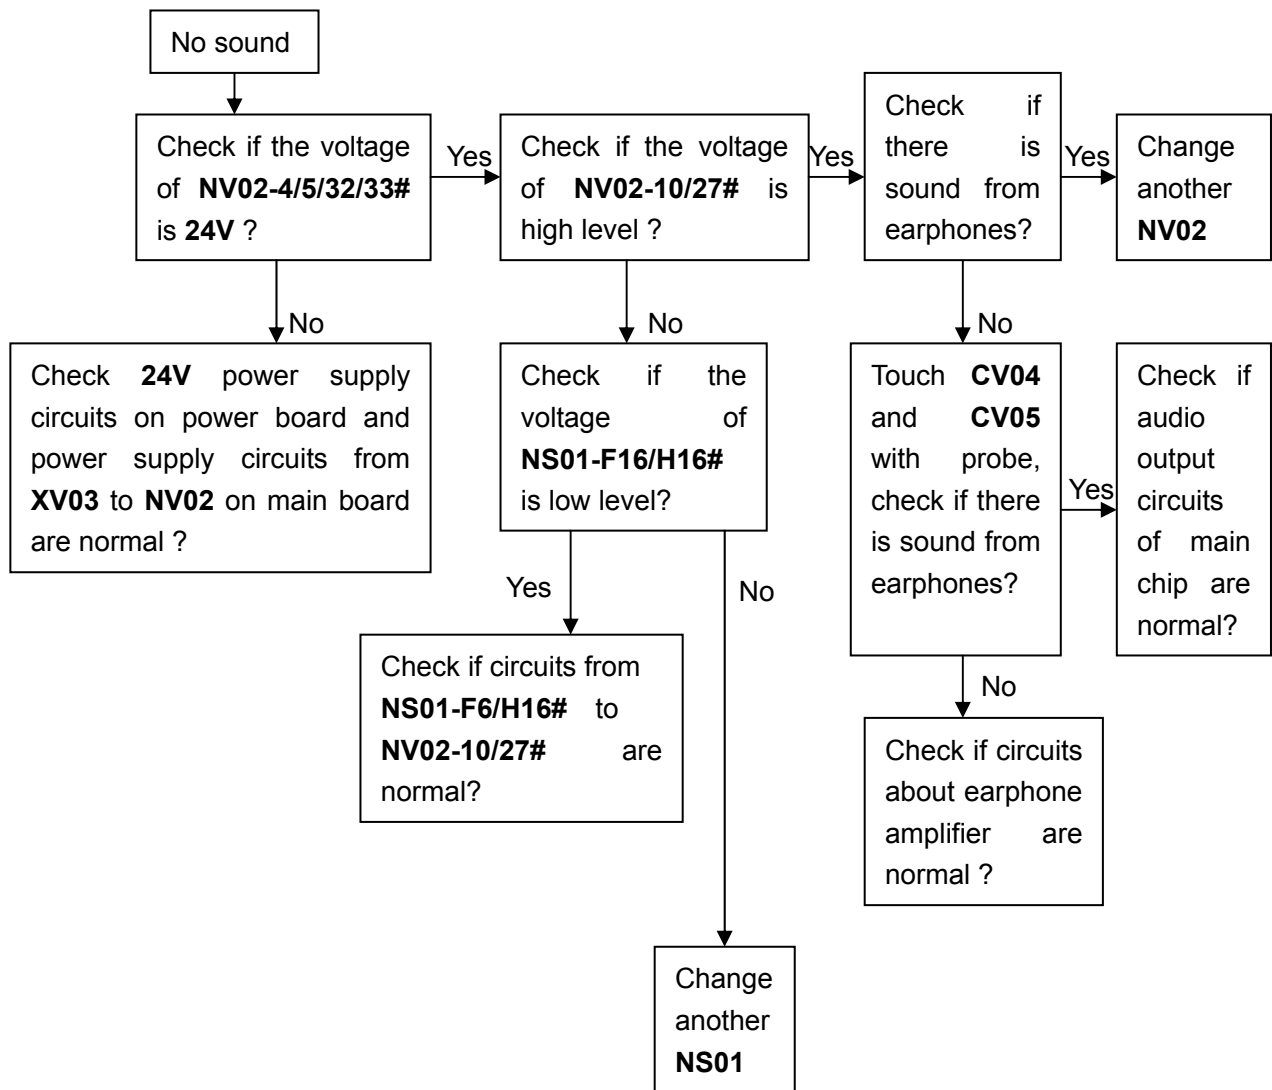 No sound
Check if the voltage
of NV02-4/5/32/33#
is 24V ?
Yes
Check if the voltage
of NV02-10/27# is
high level ?
Yes
Check if
there is
sound from
earphones?
Yes
Change
another
NV02
No
No
No
Check 24V power supply
circuits on power board and
power supply circuits from
XV03 to NV02 on main board
are normal ?
Check if the
voltage of
NS01-F16/H16#
is low level?
Touch CV04
and CV05
with probe,
check if there
is sound from
earphones?
Yes
Check if
audio
output
circuits
of main
chip are
normal?
Yes
No
No
Check if circuits from
NS01-F6/H16# to
NV02-10/27# are
normal?
Check if circuits
about earphone
amplifier are
normal ?
Change
another
NS01